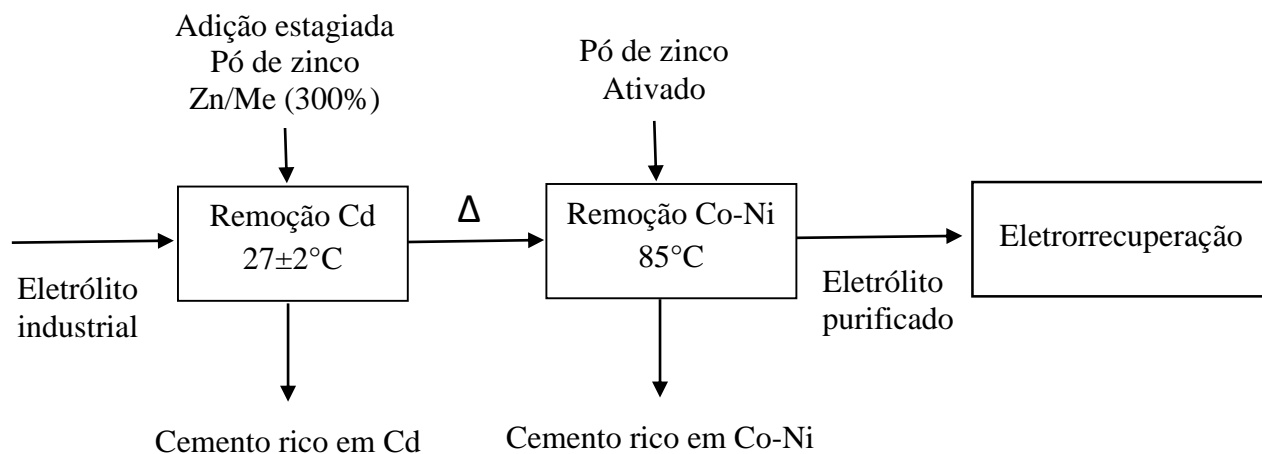 Adição estagiada
Pó de zinco
Zn/Me (300%)
Pó de zinco
Ativado
Remoção Cd
27±2°C
Δ
Remoção Co-Ni
85°C
Eletrorrecuperação
Eletrólito
industrial
Eletrólito
purificado
Cemento rico em Cd
Cemento rico em Co-Ni